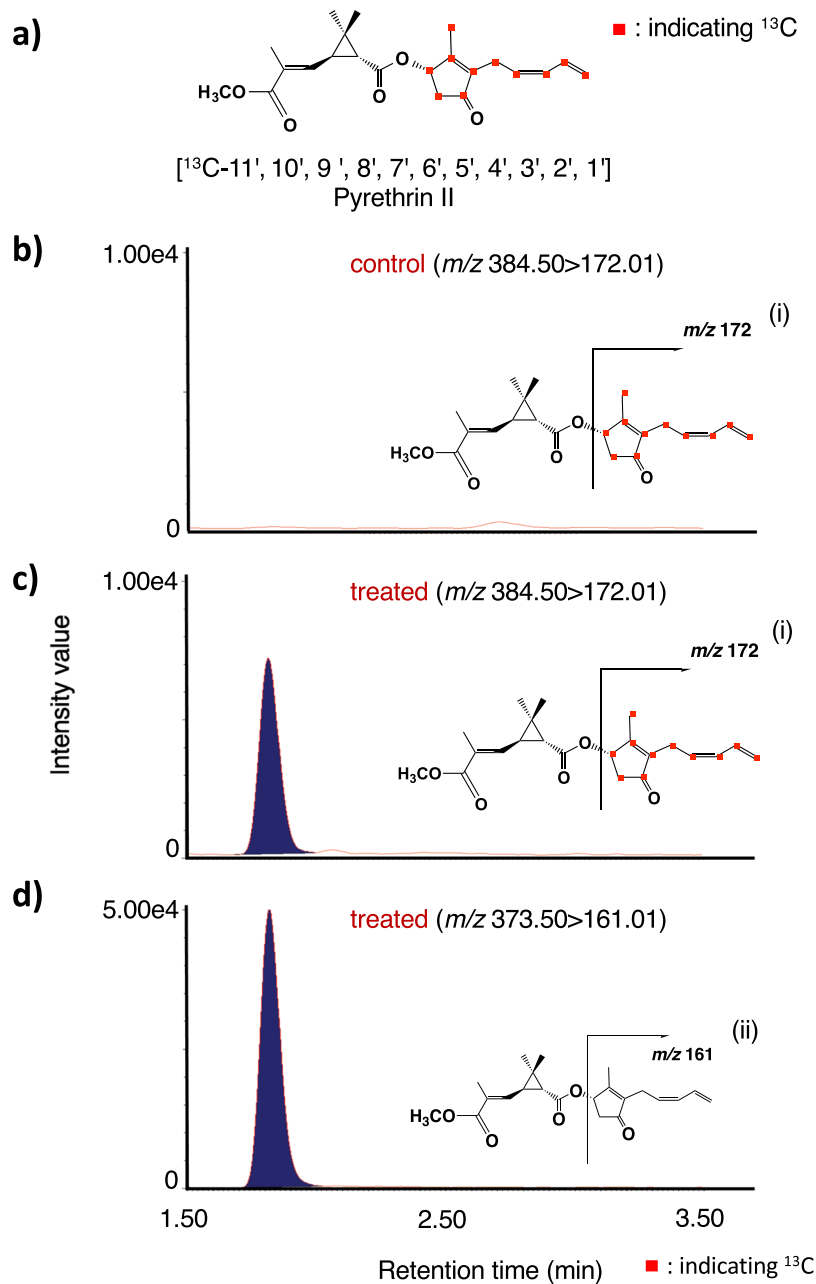 a)
■ : indicating ¹³C
O
O
O
H₃CO
O
[¹³C-11', 10', 9 ', 8', 7', 6', 5', 4', 3', 2', 1']
Pyrethrin II
b)
1.00e4
control (m/z 384.50>172.01)
(i)
m/z 172
O
O
O
H₃CO
O
0
c)
1.00e4
treated (m/z 384.50>172.01)
(i)
m/z 172
O
O
O
H₃CO
O
0
Intensity value
d)
5.00e4
treated (m/z 373.50>161.01)
(ii)
m/z 161
O
O
O
H₃CO
O
0
1.50
2.50
3.50
Retention time (min)
■ : indicating ¹³C